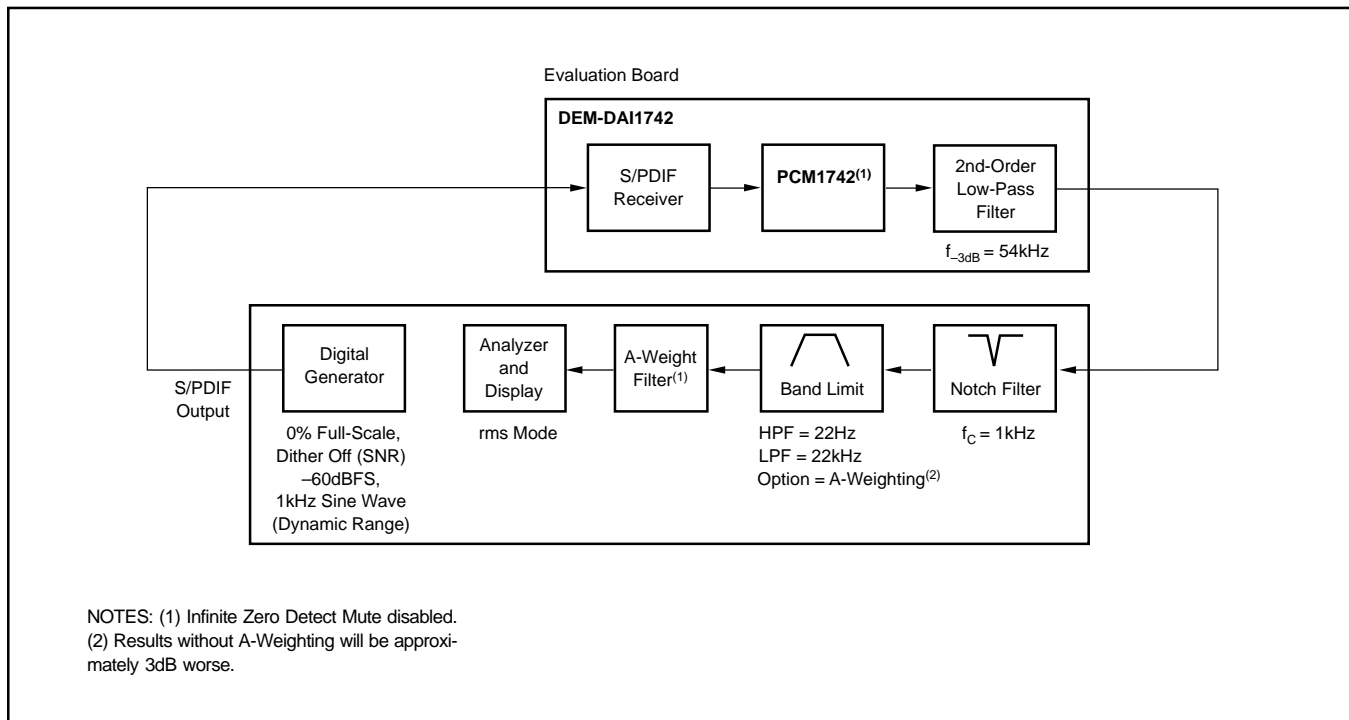 Evaluation Board
DEM-DAI1742
S/PDIF
Receiver
PCM1742(1)
2nd-Order
Low-Pass
Filter
f–3dB = 54kHz
S/PDIF
Output
Digital
Generator
0% Full-Scale,
Dither Off (SNR)
–60dBFS,
1kHz Sine Wave
(Dynamic Range)
Analyzer
and
Display
rms Mode
A-Weight
Filter(1)
Band Limit
HPF = 22Hz
LPF = 22kHz
Option = A-Weighting(2)
Notch Filter
fC = 1kHz
NOTES: (1) Infinite Zero Detect Mute disabled.
(2) Results without A-Weighting will be approxi-
mately 3dB worse.